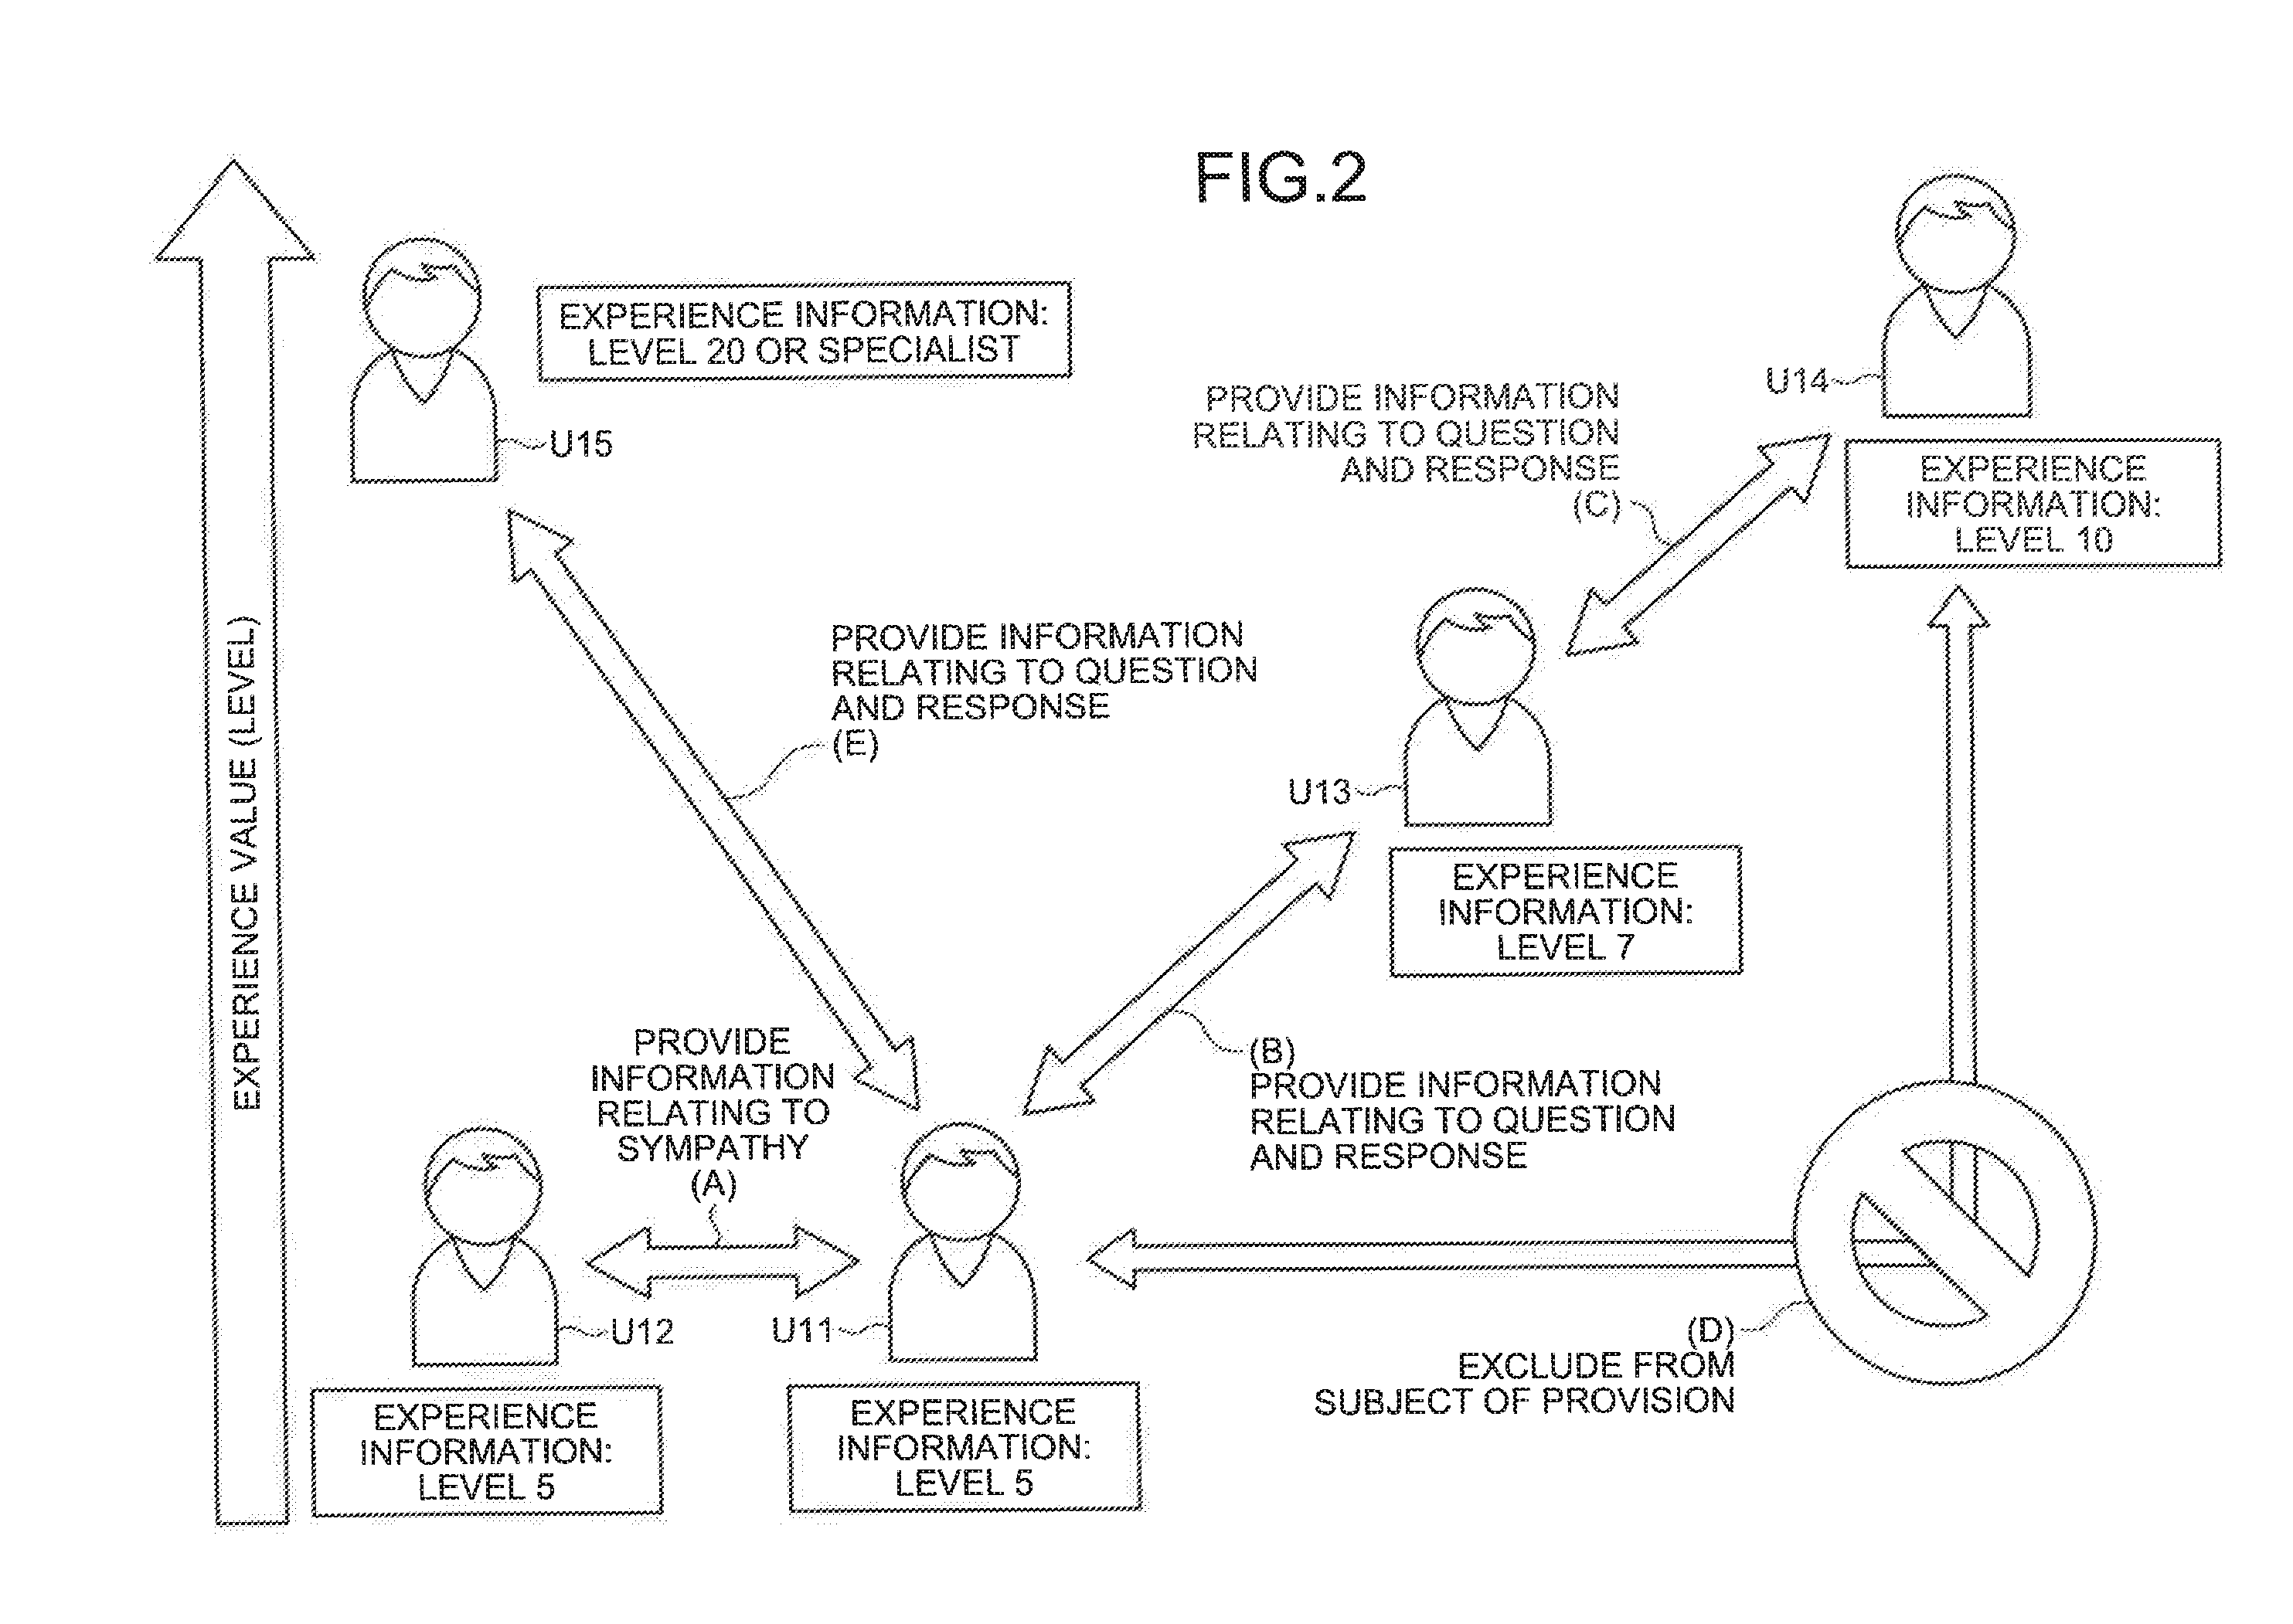 FIG.2
EXPERIENCE VALUE (LEVEL)
EXPERIENCE INFORMATION:
LEVEL 20 OR SPECIALIST
U15
U14
PROVIDE INFORMATION
RELATING TO QUESTION
AND RESPONSE
(C)
EXPERIENCE
INFORMATION:
LEVEL 10
PROVIDE INFORMATION
RELATING TO QUESTION
AND RESPONSE
(E)
U13
EXPERIENCE
INFORMATION:
LEVEL 7
PROVIDE
INFORMATION
RELATING TO
SYMPATHY
(A)
(B)
PROVIDE INFORMATION
RELATING TO QUESTION
AND RESPONSE
U12
U11
(D)
EXCLUDE FROM
SUBJECT OF PROVISION
EXPERIENCE
INFORMATION:
LEVEL 5
EXPERIENCE
INFORMATION:
LEVEL 5